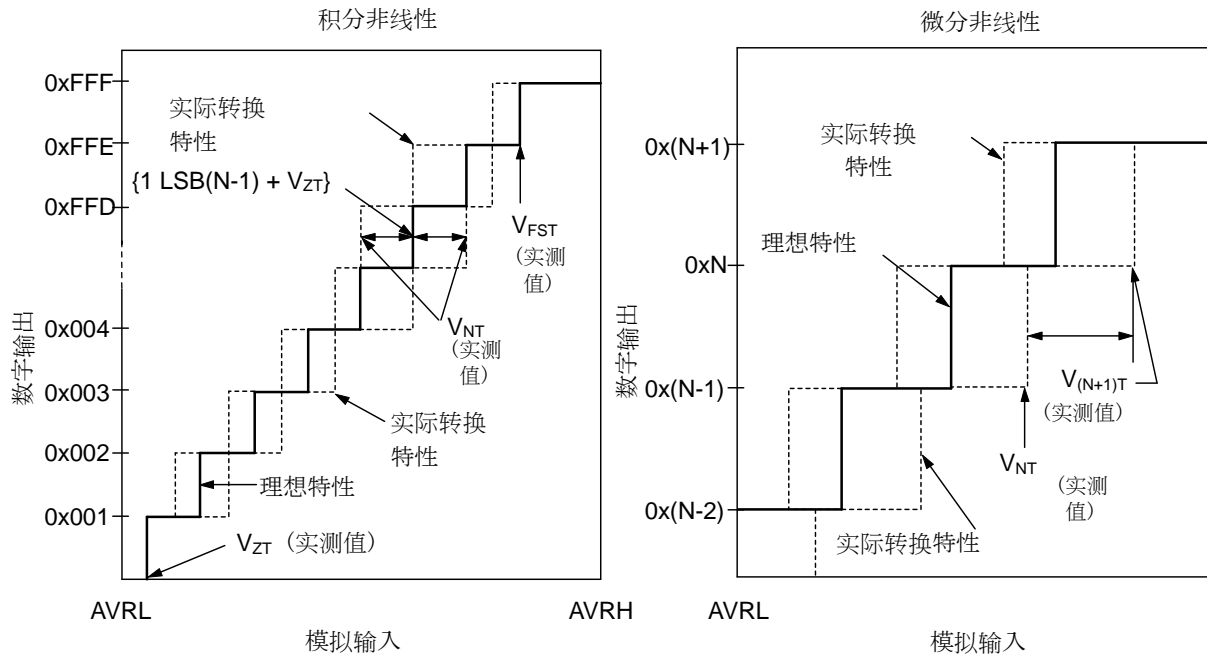 积分非线性
0xFFF
0xFFE
0xFFD
0x004
0x003
0x002
0x001
数字输出
实际转换
特性
{1 LSB(N-1) + VZT}
VFST
(实测
值)
VNT
(实测
值)
实际转换
特性
理想特性
VZT (实测值)
AVRL
AVRH
模拟输入
微分非线性
0x(N+1)
0xN
0x(N-1)
0x(N-2)
数字输出
实际转换
特性
理想特性
V(N+1)T
(实测值)
VNT
(实测
值)
实际转换特性
AVRL
模拟输入